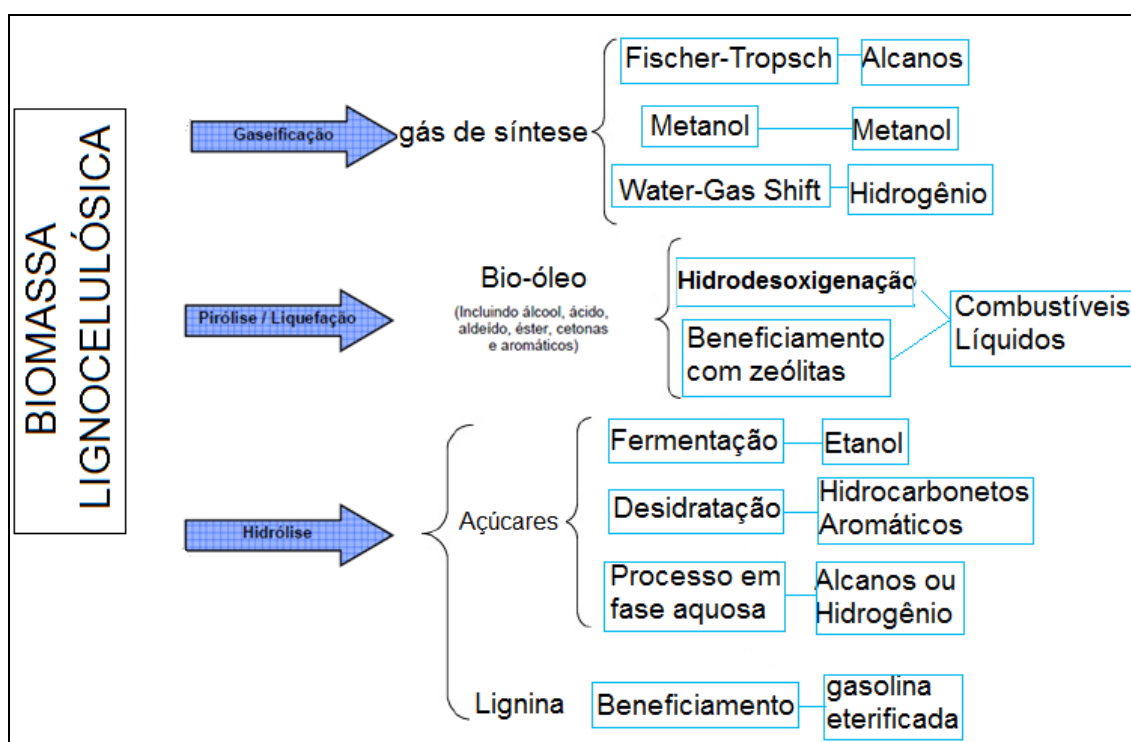 BIOMASSA
LIGNOCELULÓSICA
Gaseificação
gás de síntese
Fischer-Tropsch
Alcanos
Metanol
Metanol
Water-Gas Shift
Hidrogênio
Pirólise / Liquefação
Bio-óleo
(Incluindo álcool, ácido,
aldeído, éster, cetonas
e aromáticos)
Hidrodesoxigenação
Beneficiamento
com zeólitas
Combustíveis
Líquidos
Hidrólise
Açúcares
Fermentação
Etanol
Desidratação
Hidrocarbonetos
Aromáticos
Processo em
fase aquosa
Alcanos ou
Hidrogênio
Lignina
Beneficiamento
gasolina
eterificada